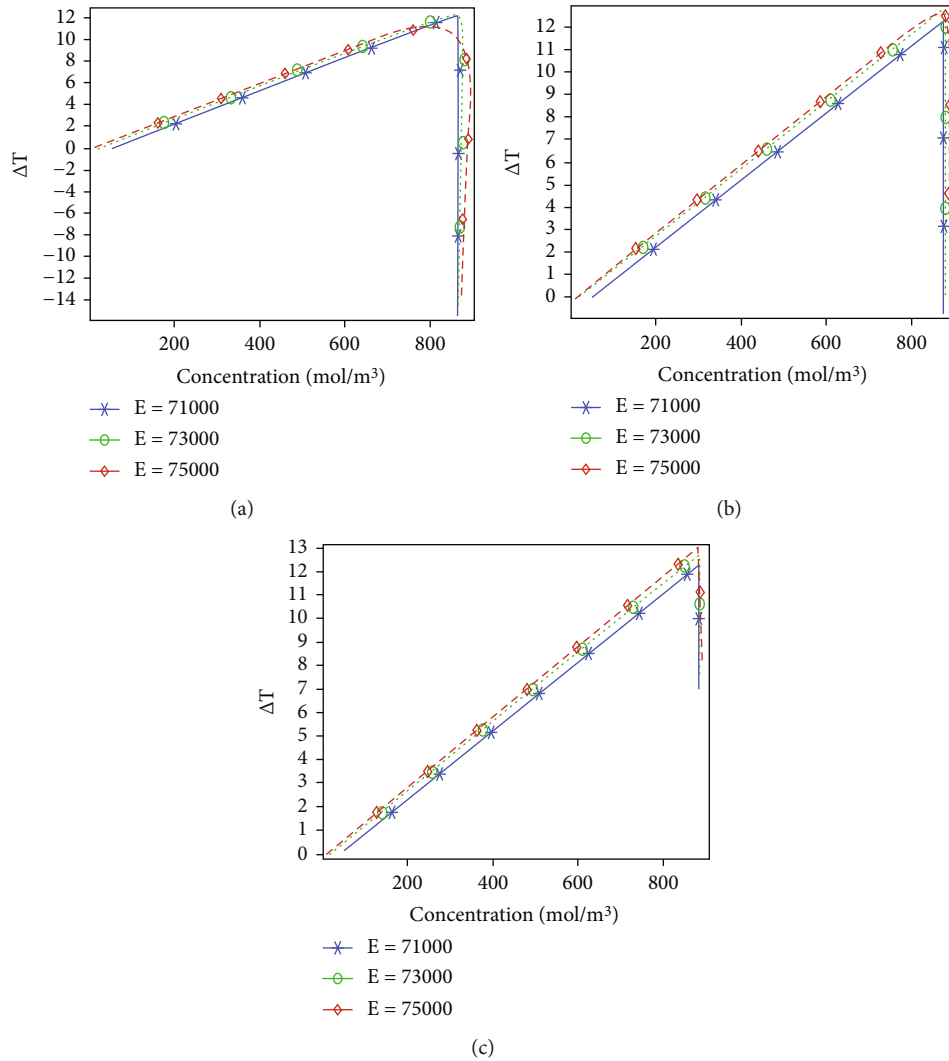 12
10
8
6
4
2
0
−2
−4
−6
−8
−10
−12
−14
ΔT
200 400 600 800
Concentration (mol/m³)
E = 71000
E = 73000
E = 75000
(a)
12
11
10
9
8
7
6
5
4
3
2
1
0
ΔT
200 400 600 800
Concentration (mol/m³)
E = 71000
E = 73000
E = 75000
(b)
13
12
11
10
9
8
7
6
5
4
3
2
1
0
ΔT
200 400 600 800
Concentration (mol/m³)
E = 71000
E = 73000
E = 75000
(c)